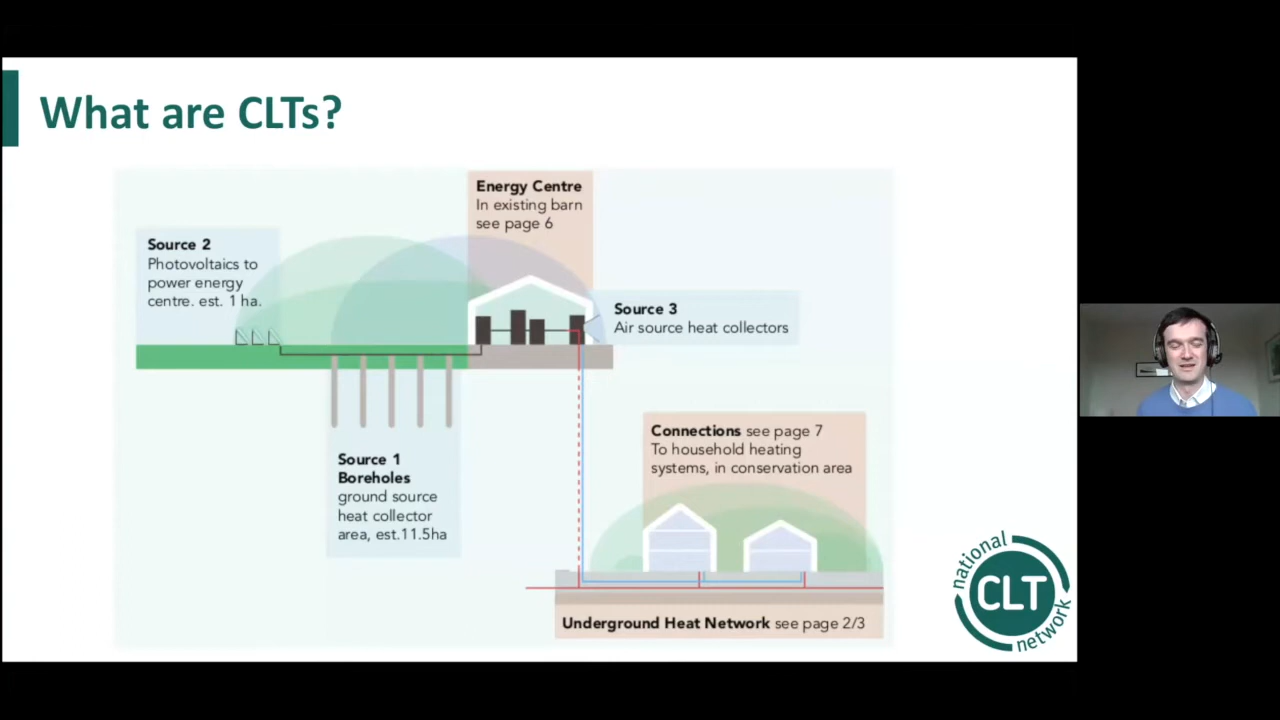 What are CLTs?
Energy Centre
In existing barn
see page 6
Source 2
Photovoltaics to
power energy
centre. est. 1 ha.
Source 3
Air source heat collectors
Connections see page 7
To household heating
systems, in conservation area
Source 1
Boreholes
ground source
heat collector
area, est.11.5ha
Underground Heat Network see page 2/3
national
CLT
network